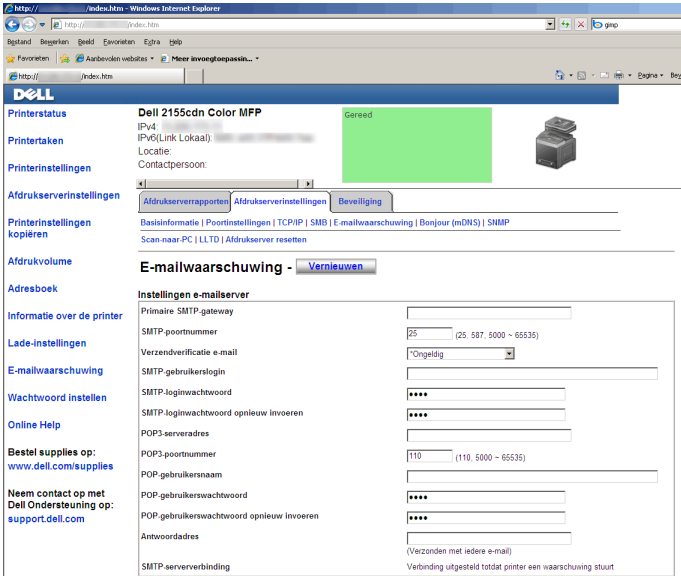 http:// /index.htm - Windows Internet Explorer
http:// /index.htm
gimp
Bestand Bewerken Beeld Favorieten Extra Help
Favorieten Aanbevolen websites Meer invoegtoepassin...
http:// /index.htm
Pagina Bev
DELL
Printerstatus
Printertaken
Printerinstellingen
Afdrukserverinstellingen
Printerinstellingen
kopiëren
Afdrukvolume
Adresboek
Informatie over de printer
Lade-instellingen
E-mailwaarschuwing
Wachtwoord instellen
Online Help
Bestel supplies op:
www.dell.com/supplies
Neem contact op met
Dell Ondersteuning op:
support.dell.com
Dell 2155cdn Color MFP
IPv4:
IPv6(Link Lokaal):
Locatie:
Contactpersoon:
Gereed
Afdrukserverrapporten Afdrukserverinstellingen Beveiliging
Basisinformatie | Poortinstellingen | TCP/IP | SMB | E-mailwaarschuwing | Bonjour (mDNS) | SNMP
Scan-naar-PC | LLTD | Afdrukserver resetten
E-mailwaarschuwing - Vernieuwen
Instellingen e-mailserver
Primaire SMTP-gateway
SMTP-poortnummer 25 (25, 587, 5000 ~ 65535)
Verzendverificatie e-mail *Ongeldig
SMTP-gebruikerslogin
SMTP-loginwachtwoord ••••
SMTP-loginwachtwoord opnieuw invoeren ••••
POP3-serveradres
POP3-poortnummer 110 (110, 5000 ~ 65535)
POP-gebruikersnaam
POP-gebruikerswachtwoord ••••
POP-gebruikerswachtwoord opnieuw invoeren ••••
Antwoordadres
(Verzonden met iedere e-mail)
SMTP-serververbinding Verbinding uitgesteld totdat printer een waarschuwing stuurt